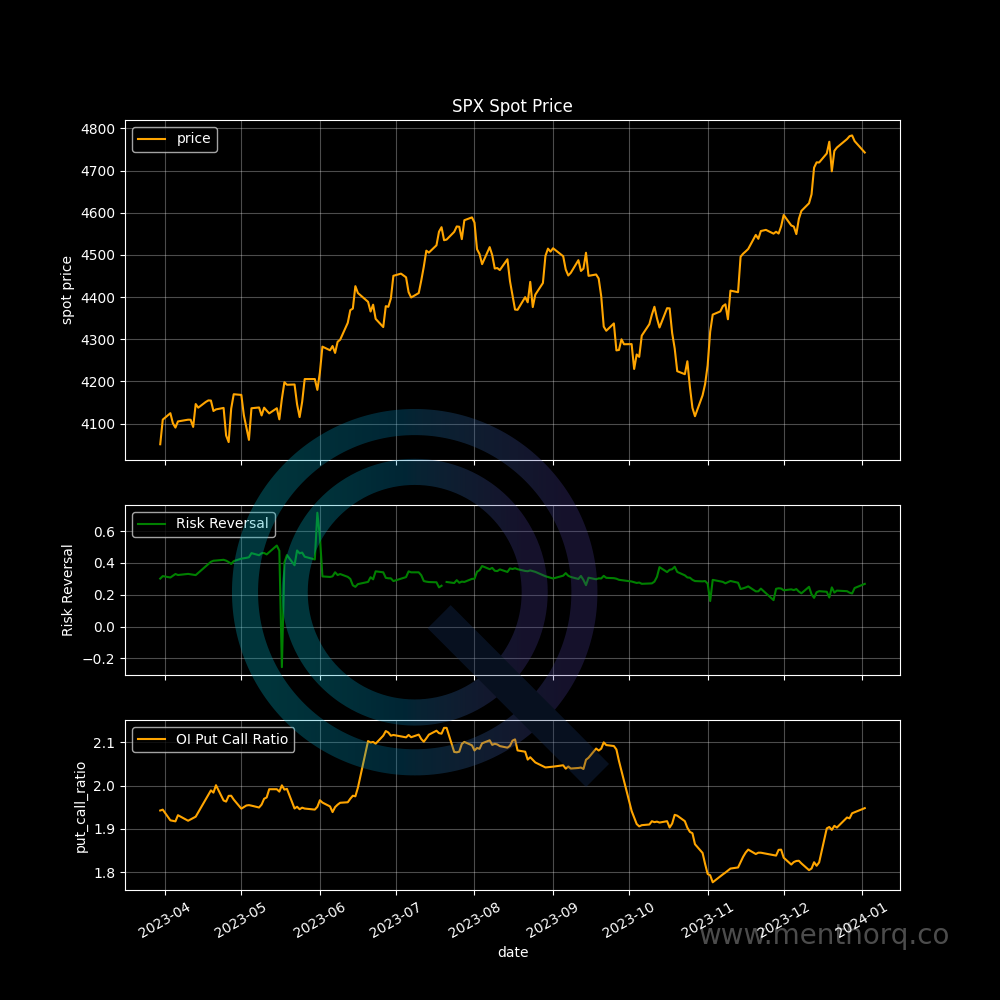 SPX Spot Price
price
4800
4700
4600
4500
4400
4300
4200
4100
spot price
Risk Reversal
0.6
0.4
0.2
0.0
−0.2
Risk Reversal
OI Put Call Ratio
2.1
2.0
1.9
1.8
put_call_ratio
2023-04 2023-05 2023-06 2023-07 2023-08 2023-09 2023-10 2023-11 2023-12 2024-01
date
www.menthorq.co